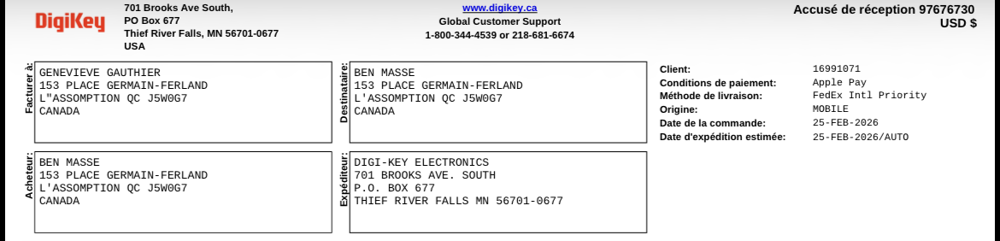 DigiKey
701 Brooks Ave South,
PO Box 677
Thief River Falls, MN 56701-0677
USA
www.digikey.ca
Global Customer Support
1-800-344-4539 or 218-681-6674
Accusé de réception 97676730
USD $
Facturer à:
GENEVIEVE GAUTHIER
153 PLACE GERMAIN-FERLAND
L"ASSOMPTION QC J5W0G7
CANADA
Destinataire:
BEN MASSE
153 PLACE GERMAIN-FERLAND
L'ASSOMPTION QC J5W0G7
CANADA
Client: 16991071
Conditions de paiement: Apple Pay
Méthode de livraison: FedEx Intl Priority
Origine: MOBILE
Date de la commande: 25-FEB-2026
Date d'expédition estimée: 25-FEB-2026/AUTO
Acheteur:
BEN MASSE
153 PLACE GERMAIN-FERLAND
L'ASSOMPTION QC J5W0G7
CANADA
Expéditeur:
DIGI-KEY ELECTRONICS
701 BROOKS AVE. SOUTH
P.O. BOX 677
THIEF RIVER FALLS MN 56701-0677